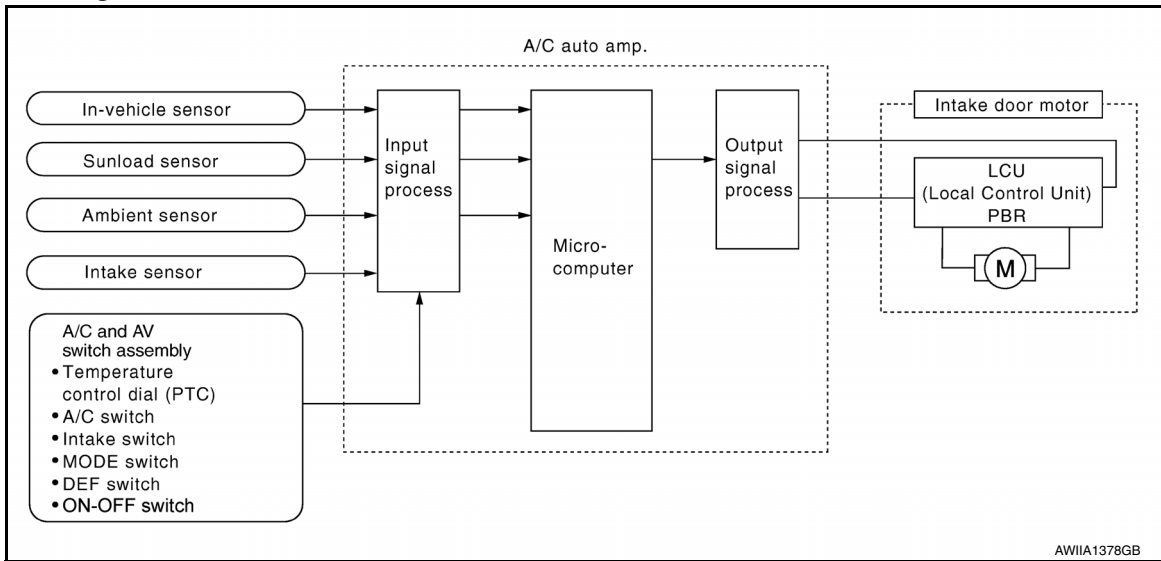 A/C auto amp.
In-vehicle sensor
Sunload sensor
Ambient sensor
Intake sensor
A/C and AV
switch assembly
• Temperature
control dial (PTC)
• A/C switch
• Intake switch
• MODE switch
• DEF switch
• ON-OFF switch
Input
signal
process
Micro-
computer
Output
signal
process
Intake door motor
LCU
(Local Control Unit)
PBR
M
AWIIA1378GB